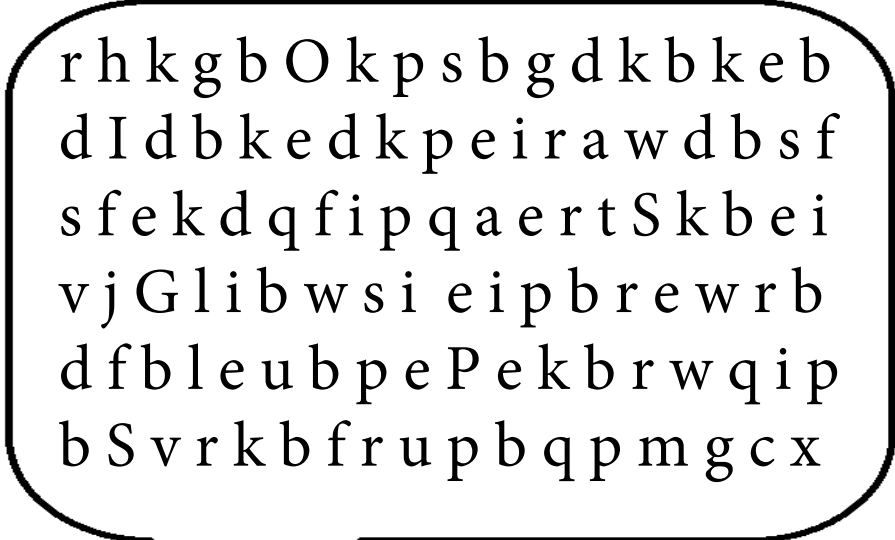 r h k g b O k p s b g d k b k e b
d I d b k e d k p e i r a w d b s f
s f e k d q f i p q a e r t S k b e i
v j G l i b w s i e i p b r e w r b
d f b l e u b p e P e k b r w q i p
b S v r k b f r u p b q p m g c x